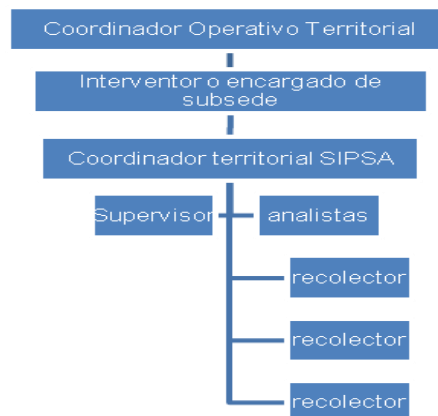 Coordinador Operativo Territorial
Interventor o encargado de
subsede
Coordinador territorial SIPSA
Supervisor
analistas
recolector
recolector
recolector